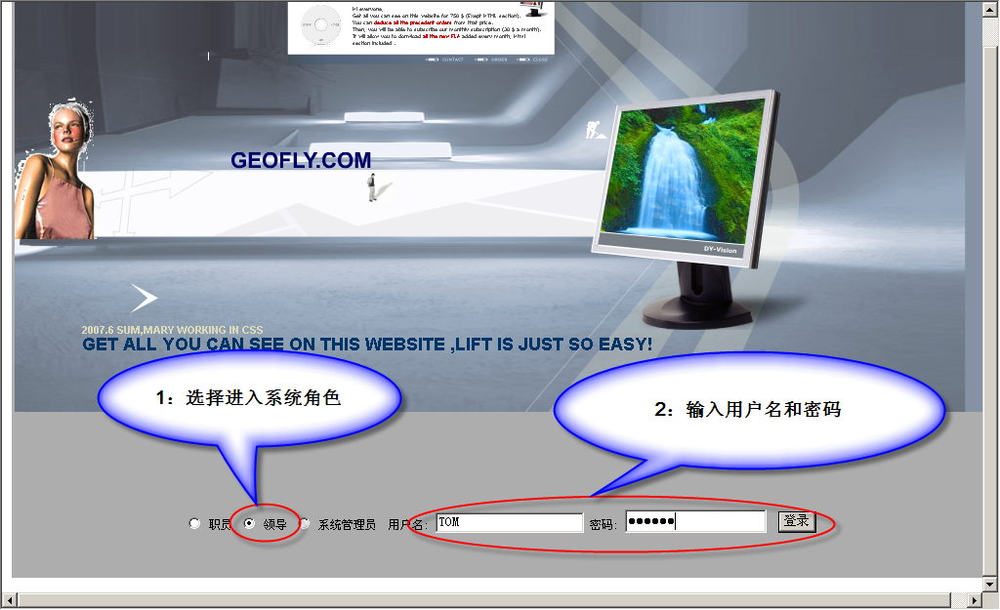 Hi everyone,
Get all you can see on this website for 750 $ (Exept HTML section).
You can deduce all the precedent orders from that price.
Then, you will be able to subscribe our monthly subscription (20 $ a month).
It will allow you to download all the new FLA added every month, Html
section included .
CONTACT ORDER CLOSE
GEOFLY.COM
DY-Vision
2007.6 SUM,MARY WORKING IN CSS
GET ALL YOU CAN SEE ON THIS WEBSITE ,LIFT IS JUST SO EASY!
1：选择进入系统角色
2：输入用户名和密码
职员 领导 系统管理员 用户名: TOM 密码: ●●●●●● 登录